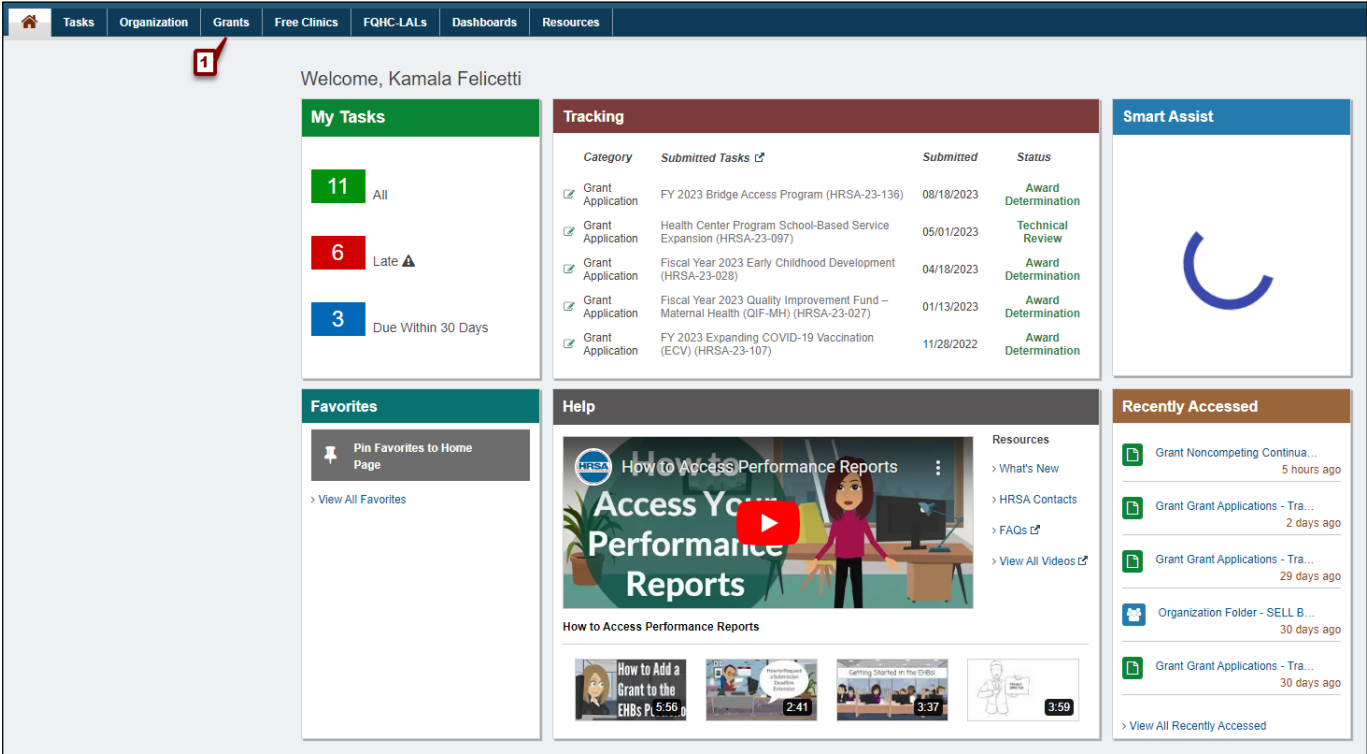 Tasks Organization Grants Free Clinics FQHC-LALs Dashboards Resources
1
Welcome, Kamala Felicetti
My Tasks
11 All
6 Late
3 Due Within 30 Days
Tracking
Category Submitted Tasks Submitted Status
Grant Application FY 2023 Bridge Access Program (HRSA-23-136) 08/18/2023 Award Determination
Grant Application Health Center Program School-Based Service Expansion (HRSA-23-097) 05/01/2023 Technical Review
Grant Application Fiscal Year 2023 Early Childhood Development (HRSA-23-028) 04/18/2023 Award Determination
Grant Application Fiscal Year 2023 Quality Improvement Fund – Maternal Health (QIF-MH) (HRSA-23-027) 01/13/2023 Award Determination
Grant Application FY 2023 Expanding COVID-19 Vaccination (ECV) (HRSA-23-107) 11/28/2022 Award Determination
Smart Assist
Favorites
Pin Favorites to Home
Page
> View All Favorites
Help
HRSA
How to Access Performance Reports
How to
Access Your
Performance
Reports
How to Access Performance Reports
How to Add a
Grant to the
EHBs
5:56
How to Request
a Submission
Deadline
Extension
2:41
Getting Started in the EHBs!
3:37
PROJECT
DIRECTOR
3:59
Resources
> What's New
> HRSA Contacts
> FAQs
> View All Videos
Recently Accessed
Grant Noncompeting Continua...
5 hours ago
Grant Grant Applications - Tra...
2 days ago
Grant Grant Applications - Tra...
29 days ago
Organization Folder - SELL B...
30 days ago
Grant Grant Applications - Tra...
30 days ago
> View All Recently Accessed